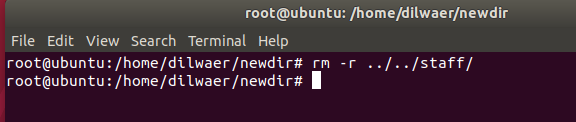 root@ubuntu: /home/dilwaer/newdir
File Edit View Search Terminal Help
root@ubuntu:/home/dilwaer/newdir# rm -r ../../staff/
root@ubuntu:/home/dilwaer/newdir#